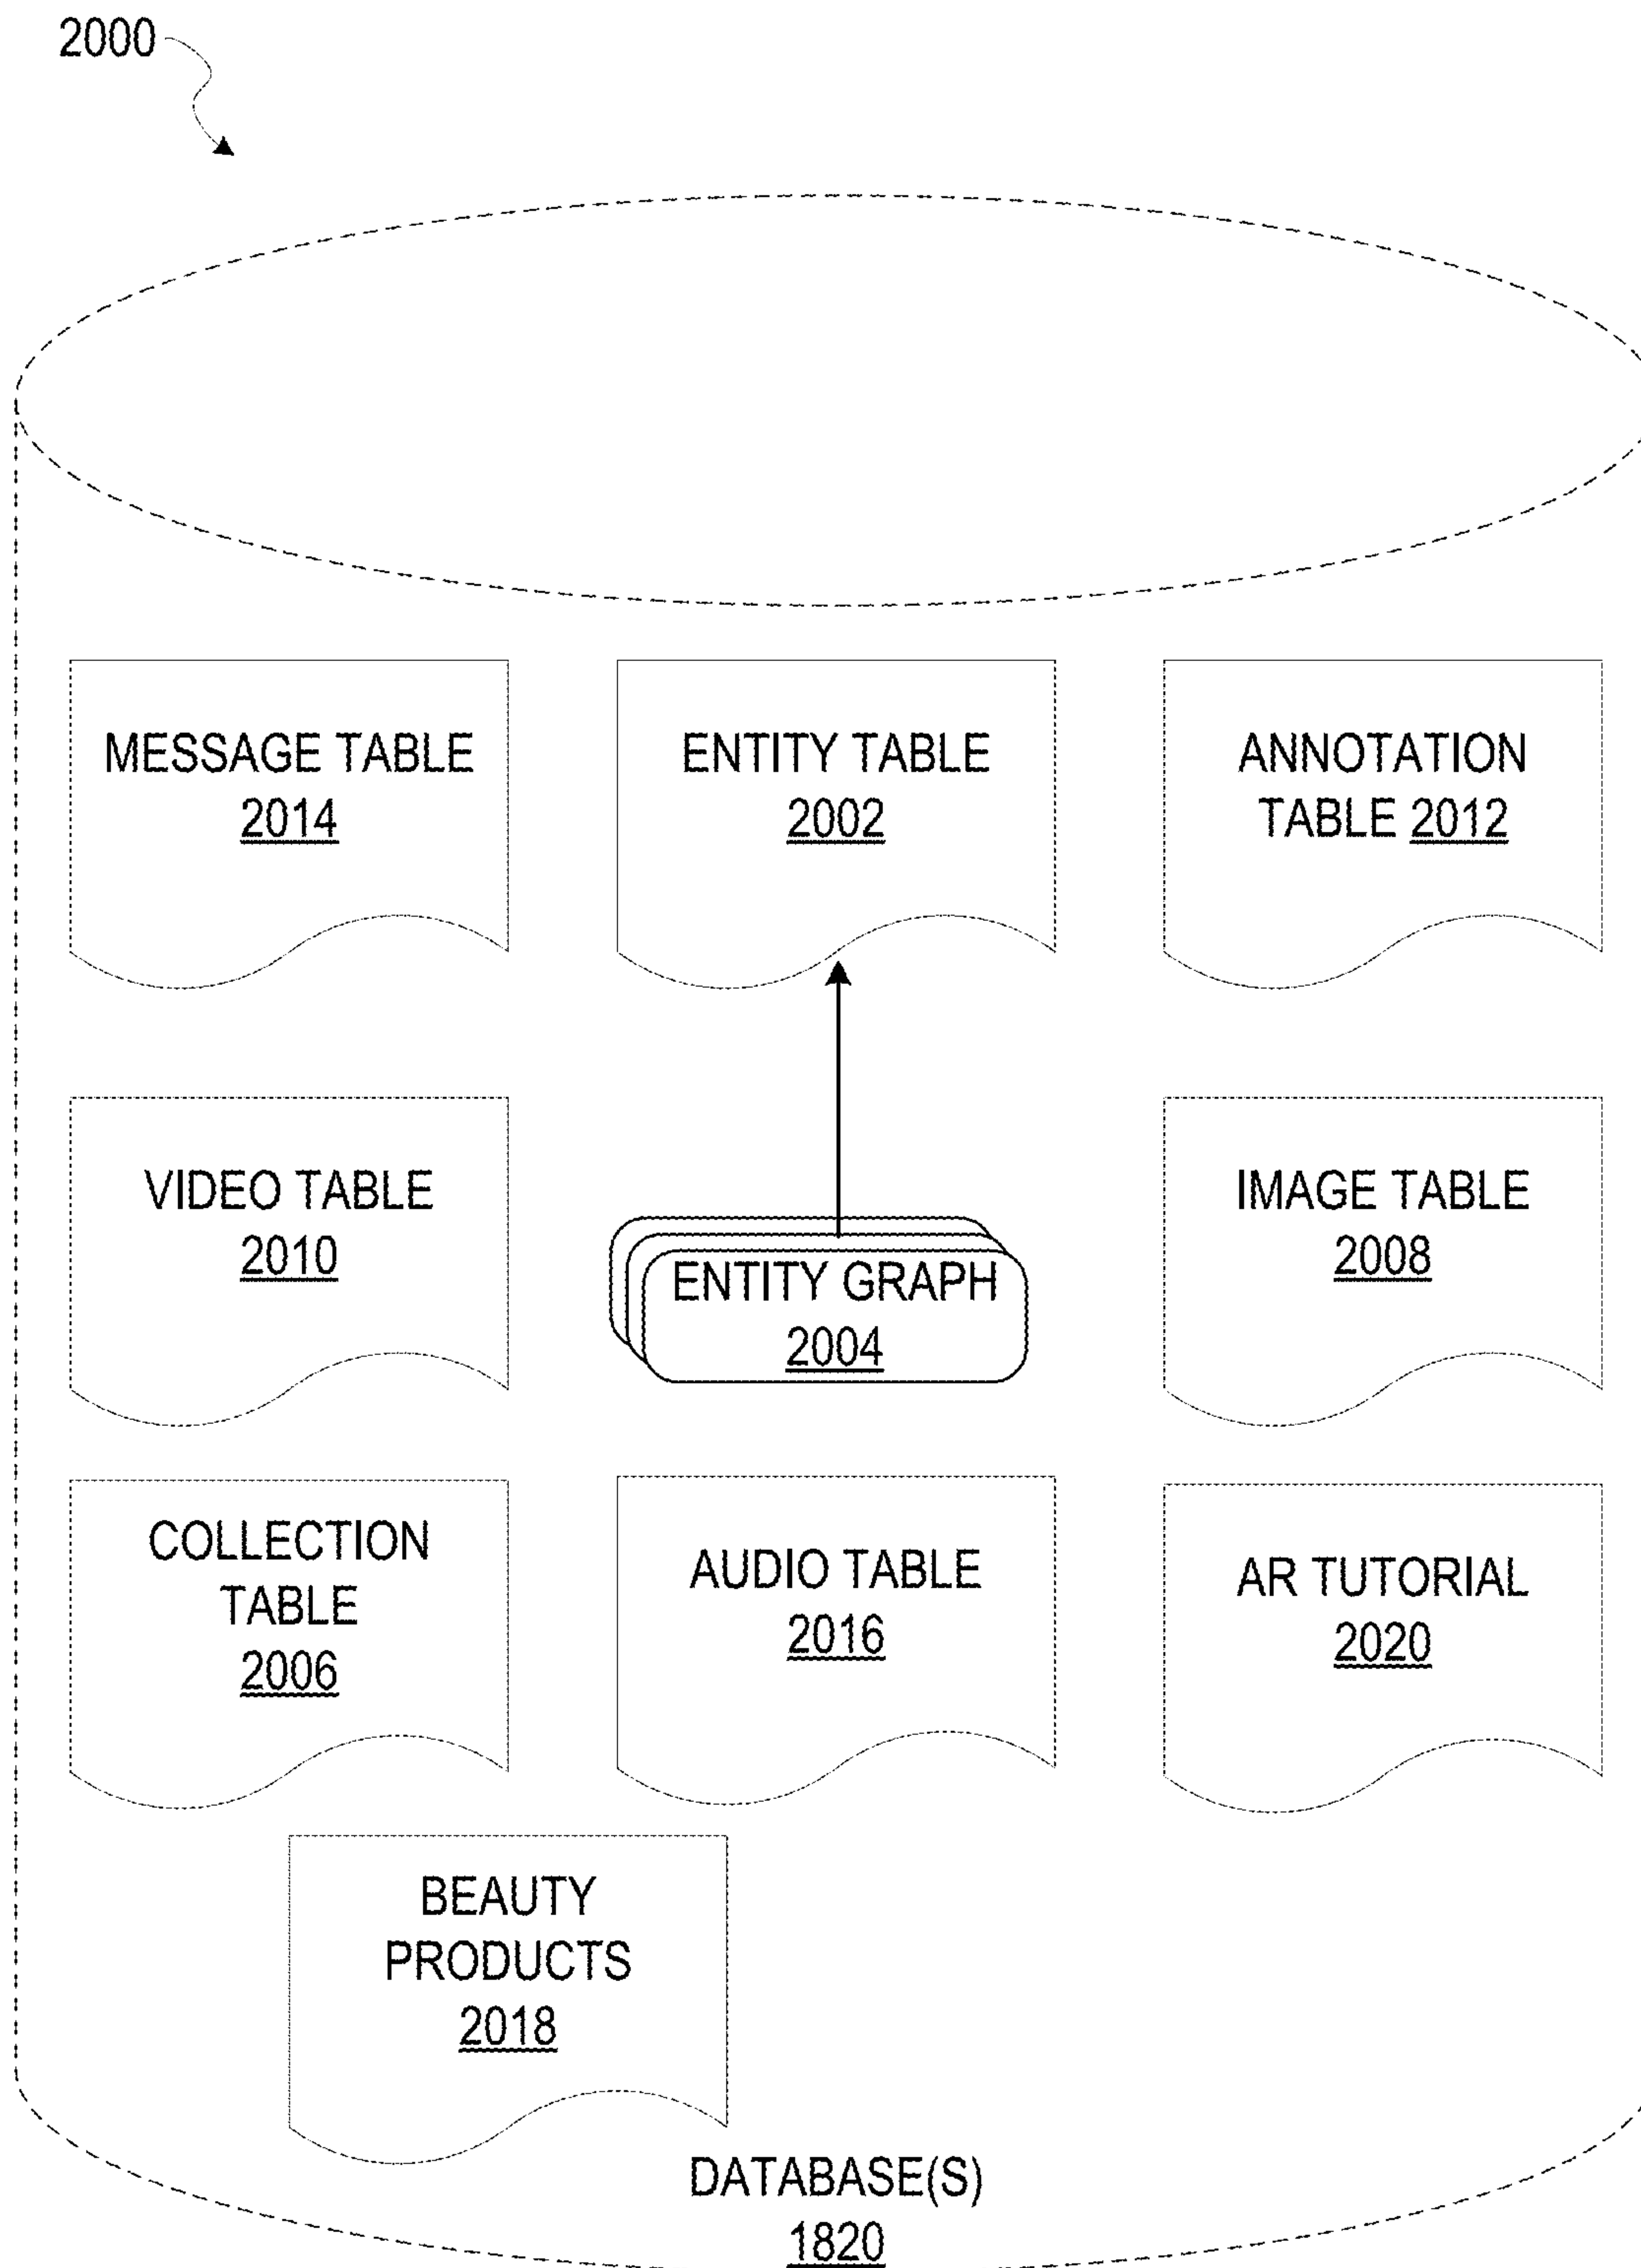 2000
MESSAGE TABLE
2014
ENTITY TABLE
2002
ANNOTATION
TABLE 2012
VIDEO TABLE
2010
ENTITY GRAPH
2004
IMAGE TABLE
2008
COLLECTION
TABLE
2006
AUDIO TABLE
2016
AR TUTORIAL
2020
BEAUTY
PRODUCTS
2018
DATABASE(S)
1820